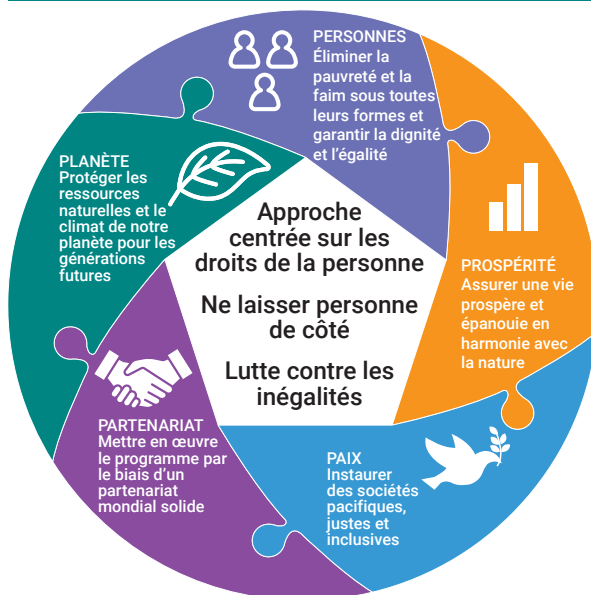 PERSONNES
Éliminer la
pauvreté et la
faim sous toutes
leurs formes et
garantir la dignité
et l'égalité
PLANÈTE
Protéger les
ressources
naturelles et le
climat de notre
planète pour les
générations
futures
Approche
centrée sur les
droits de la personne
Ne laisser personne
de côté
Lutte contre les
inégalités
PROSPÉRITÉ
Assurer une vie
prospère et
épanouie en
harmonie avec
la nature
PARTENARIAT
Mettre en œuvre
le programme par
le biais d'un
partenariat
mondial solide
PAIX
Instaurer
des sociétés
pacifiques,
justes et
inclusives